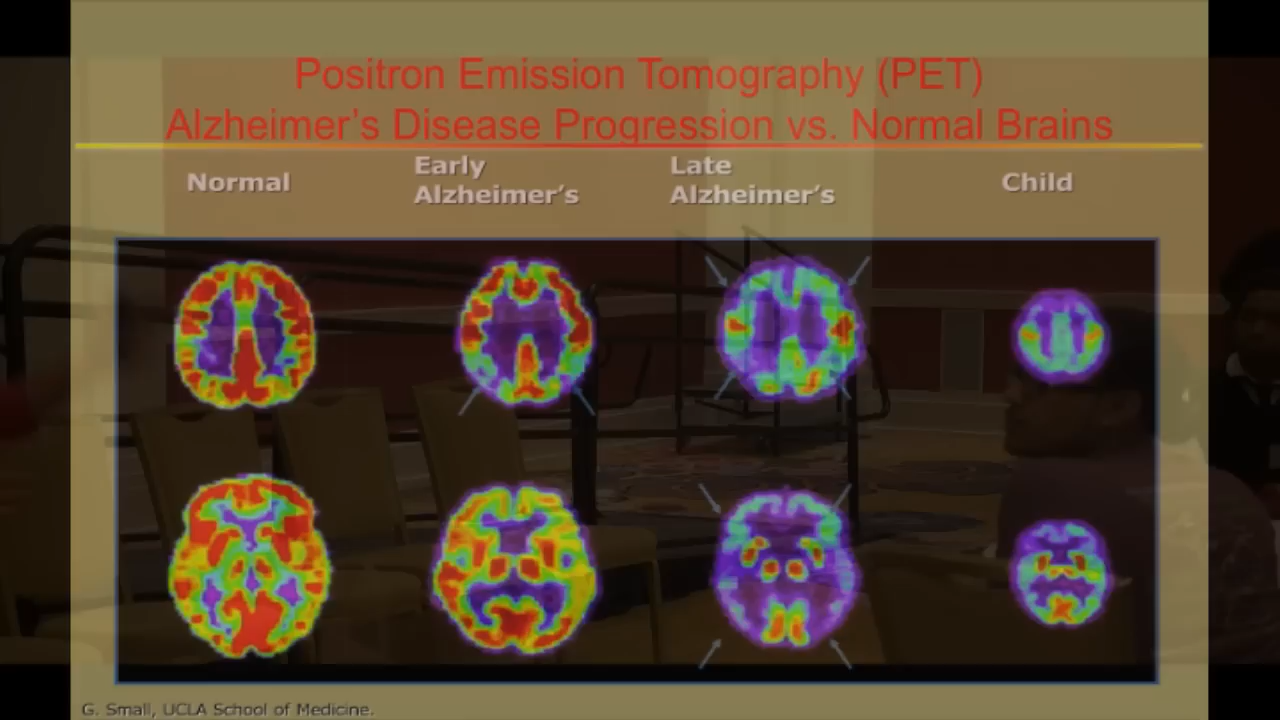 Positron Emission Tomography (PET)
Alzheimer's Disease Progression vs. Normal Brains
Normal
Early
Alzheimer's
Late
Alzheimer's
Child
G. Small, UCLA School of Medicine.